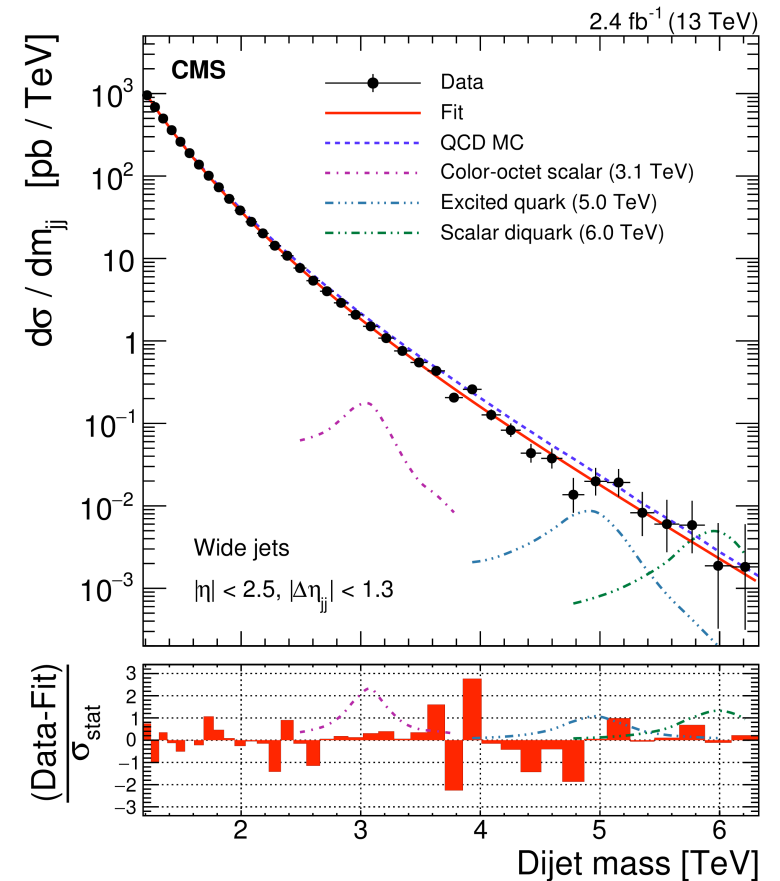 2.4 fb⁻¹ (13 TeV)
CMS
Data
Fit
QCD MC
Color-octet scalar (3.1 TeV)
Excited quark (5.0 TeV)
Scalar diquark (6.0 TeV)
dσ / dm_jj [pb / TeV]
10³
10²
10
1
10⁻¹
10⁻²
10⁻³
Wide jets
|η| < 2.5, |Δη_jj| < 1.3
(Data-Fit)
σ_stat
3
2
1
0
−1
−2
−3
2 3 4 5 6
Dijet mass [TeV]